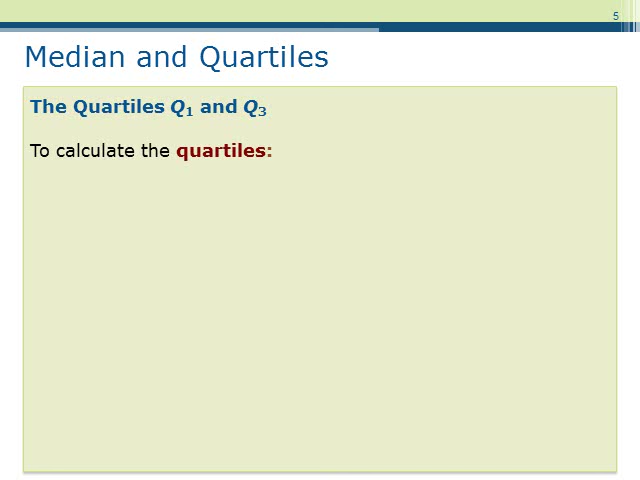 5
Median and Quartiles
The Quartiles Q₁ and Q₃
To calculate the quartiles: